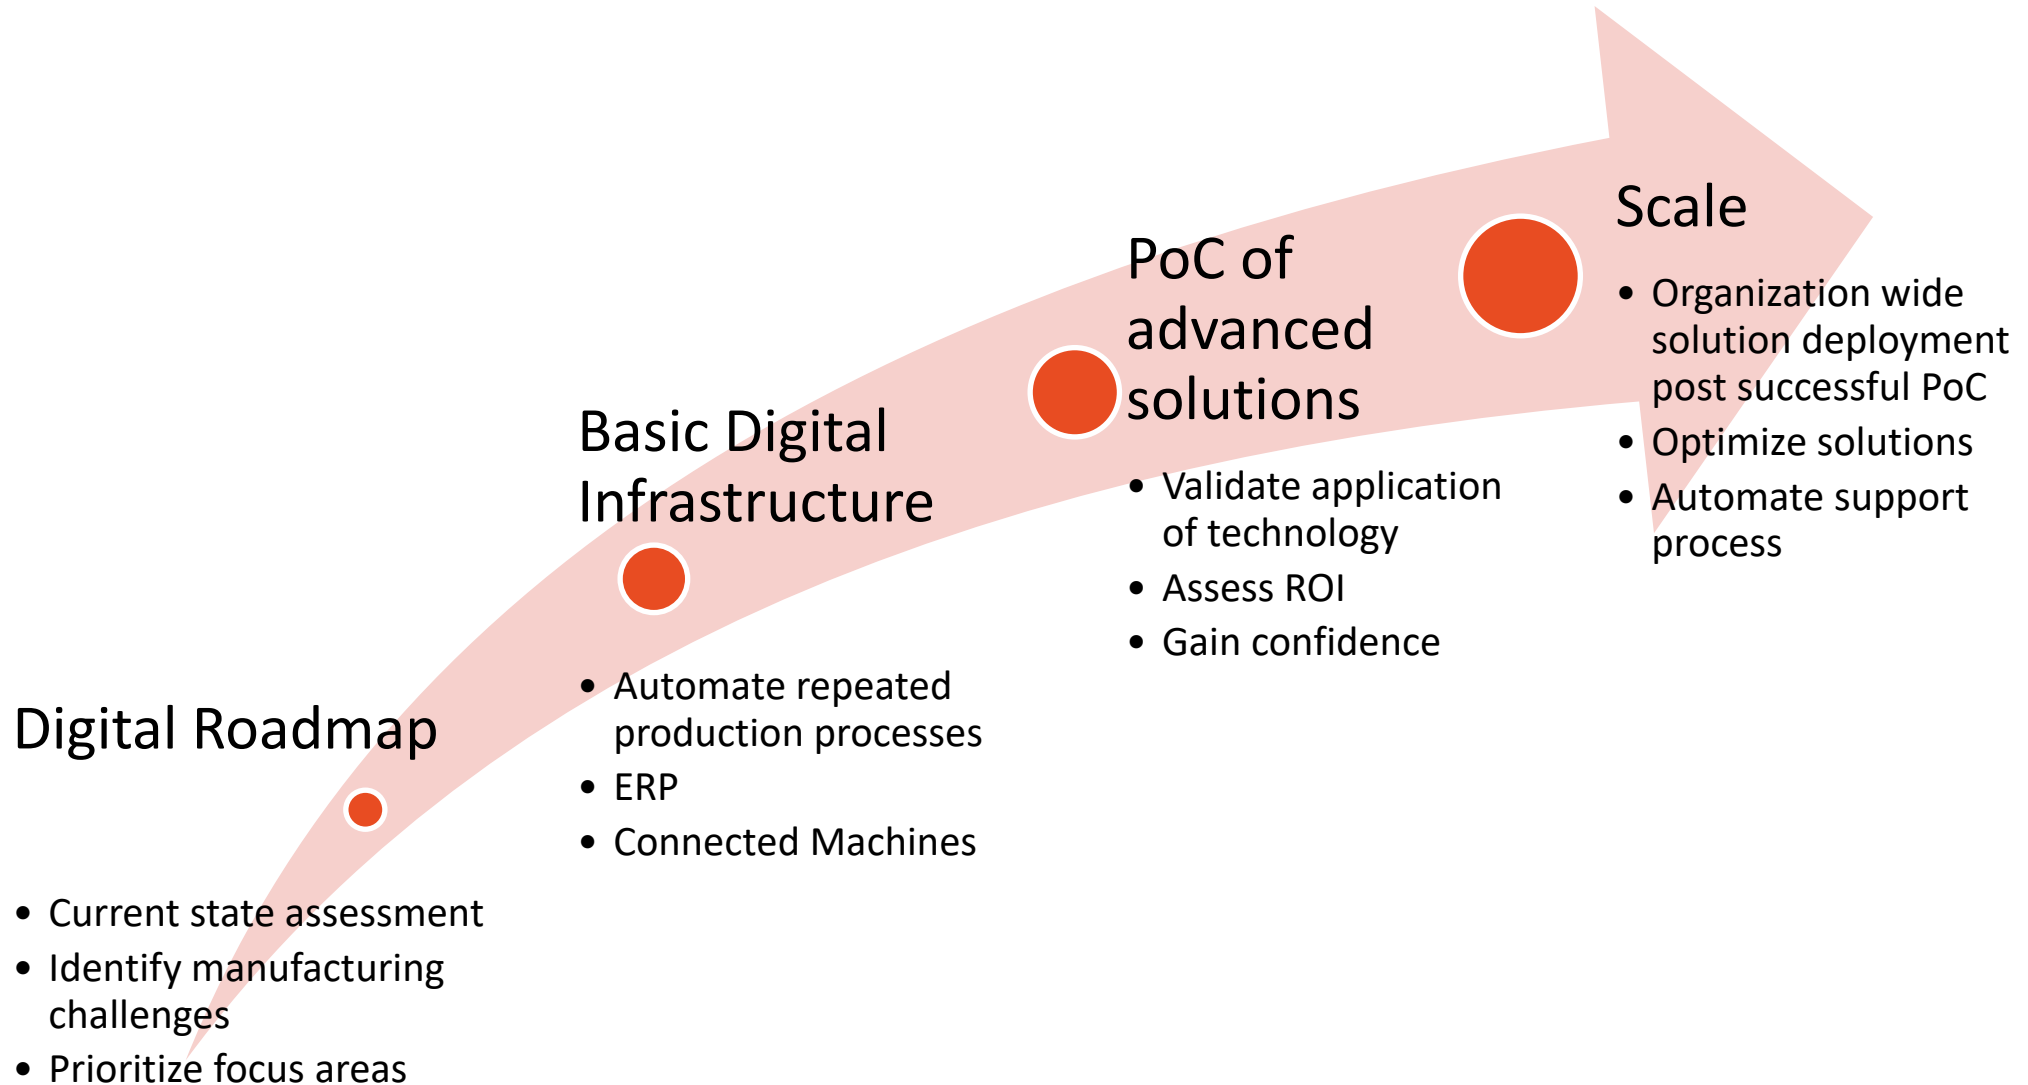 Digital Roadmap
• Current state assessment
• Identify manufacturing
challenges
• Prioritize focus areas
Basic Digital
Infrastructure
• Automate repeated
production processes
• ERP
• Connected Machines
PoC of
advanced
solutions
• Validate application
of technology
• Assess ROI
• Gain confidence
Scale
• Organization wide
solution deployment
post successful PoC
• Optimize solutions
• Automate support
process